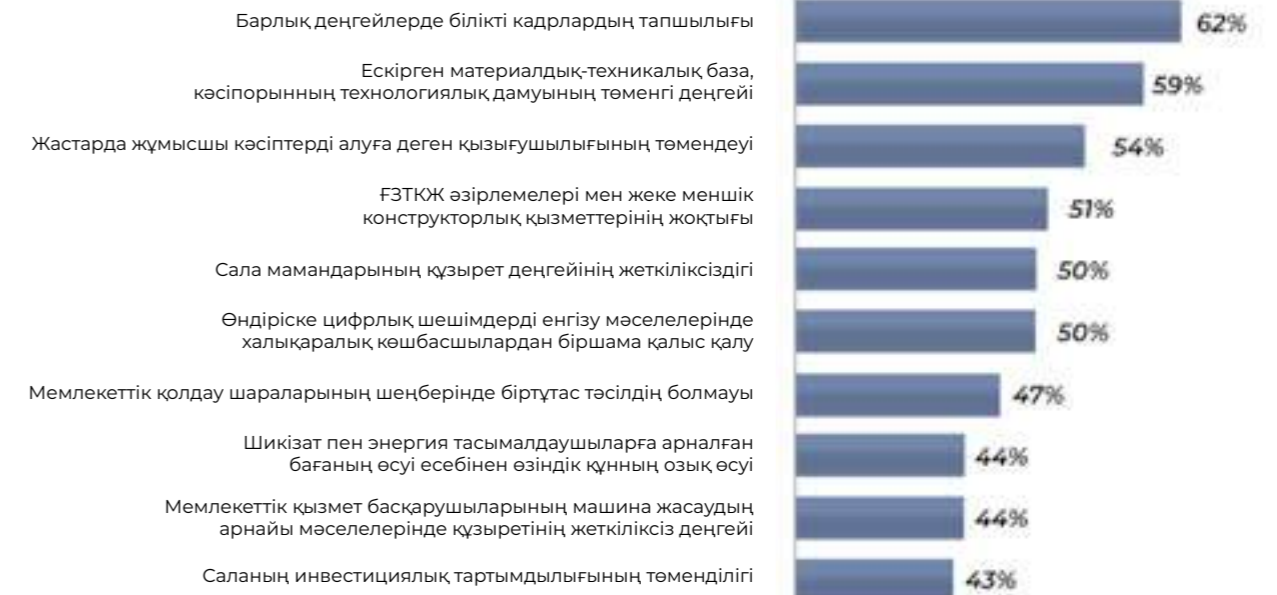 Барлық деңгейлерде білікті кадрлардың тапшылығы
62%
Ескірген материалдық-техникалық база,
кәсіпорынның технологиялық дамуының төменгі деңгейі
59%
Жастарда жұмысшы кәсіптерді алуға деген қызығушылығының төмендеуі
54%
ҒЗТКЖ әзірлемелері мен жеке меншік
конструкторлық қызметтерінің жоқтығы
51%
Сала мамандарының құзырет деңгейінің жеткіліксіздігі
50%
Өндіріске цифрлық шешімдерді енгізу мәселелерінде
халықаралық көшбасшылардан біршама қалыс қалу
50%
Мемлекеттік қолдау шараларының шеңберінде біртұтас тәсілдің болмауы
47%
Шикізат пен энергия тасымалдаушыларға арналған
бағаның өсуі есебінен өзіндік құнның озық өсуі
44%
Мемлекеттік қызмет басқарушыларының машина жасаудың
арнайы мәселелерінде құзыретінің жеткіліксіз деңгейі
44%
Саланың инвестициялық тартымдылығының төменділігі
43%